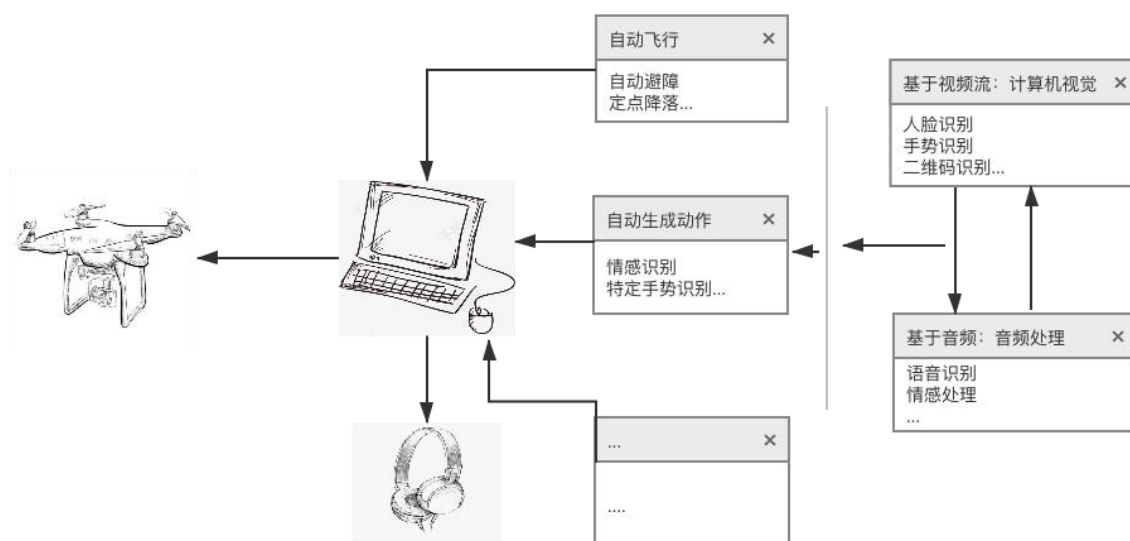 自动飞行 ×
自动避障
定点降落...
自动生成动作 ×
情感识别
特定手势识别...
... ×
....
基于视频流：计算机视觉 ×
人脸识别
手势识别
二维码识别...
基于音频：音频处理 ×
语音识别
情感处理
...